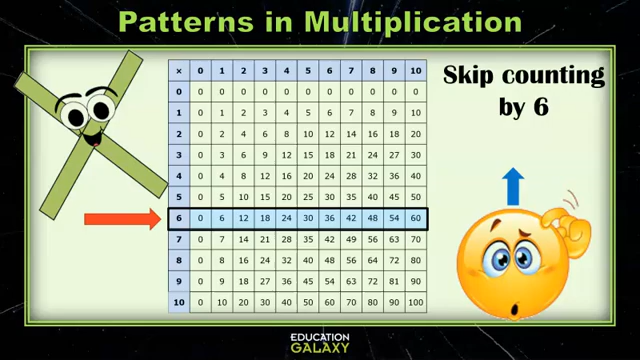 Patterns in Multiplication
Skip counting
by 6
× 0 1 2 3 4 5 6 7 8 9 10
0 0 0 0 0 0 0 0 0 0 0 0
1 0 1 2 3 4 5 6 7 8 9 10
2 0 2 4 6 8 10 12 14 16 18 20
3 0 3 6 9 12 15 18 21 24 27 30
4 0 4 8 12 16 20 24 28 32 36 40
5 0 5 10 15 20 25 30 35 40 45 50
6 0 6 12 18 24 30 36 42 48 54 60
7 0 7 14 21 28 35 42 49 56 63 70
8 0 8 16 24 32 40 48 56 64 72 80
9 0 9 18 27 36 45 54 63 72 81 90
10 0 10 20 30 40 50 60 70 80 90 100
EDUCATION
GALAXY